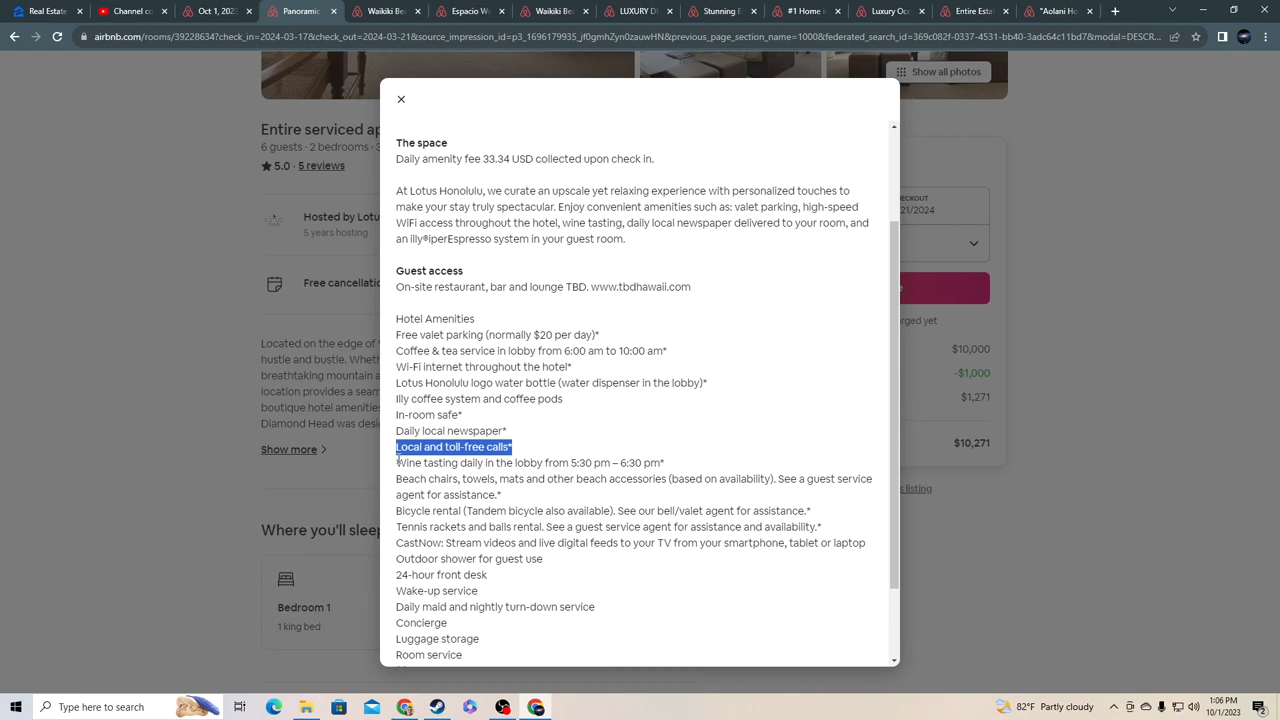 Real Estate
Contest
Oct 1, 2023
Amazing
Waikiki Be
LUXURY D
Stunning
#1 Home
LUXURY
Entire Ser
"Aolani Ho
airbnb.com/rooms/39228634?check_in=2024-03-17&check_out=2024-03-21&source_impression_id=p3_1696179935_jf0gmhZyn0zauwHN&previous_page_section_name=1000&federated_search_id=369c082f-0337-4531-bb40-3adc64c11bd7&modal=DESCR...
Show all photos
Entire serviced ap
6 guests · 2 bedrooms ·
5.0 · 5 reviews
Hosted by Lotu
5 years hosting
Free cancellati
Located on the edge of
hustle and bustle. Wheth
breathtaking mountain a
location provides a seam
boutique hotel amenities
Diamond Head was desi
Show more
Where you'll sleep
Bedroom 1
1 king bed
The space
Daily amenity fee 33.34 USD collected upon check in.
At Lotus Honolulu, we curate an upscale yet relaxing experience with personalized touches to
make your stay truly spectacular. Enjoy convenient amenities such as: valet parking, high-speed
WiFi access throughout the hotel, wine tasting, daily local newspaper delivered to your room, and
an illy®iperEspresso system in your guest room.
Guest access
On-site restaurant, bar and lounge TBD. www.tbdhawaii.com
Hotel Amenities
Free valet parking (normally $20 per day)*
Coffee & tea service in lobby from 6:00 am to 10:00 am*
Wi-Fi internet throughout the hotel*
Lotus Honolulu logo water bottle (water dispenser in the lobby)*
Illy coffee system and coffee pods
In-room safe*
Daily local newspaper*
Local and toll-free calls*
Wine tasting daily in the lobby from 5:30 pm – 6:30 pm*
Beach chairs, towels, mats and other beach accessories (based on availability). See a guest service
agent for assistance.*
Bicycle rental (Tandem bicycle also available). See our bell/valet agent for assistance.*
Tennis rackets and balls rental. See a guest service agent for assistance and availability.*
CastNow: Stream videos and live digital feeds to your TV from your smartphone, tablet or laptop
Outdoor shower for guest use
24-hour front desk
Wake-up service
Daily maid and nightly turn-down service
Concierge
Luggage storage
Room service
HECKOUT
/21/2024
e
arged yet
$10,000
-$1,000
$1,271
$10,271
s listing
Type here to search
82°F Partly cloudy
1:06 PM
10/1/2023